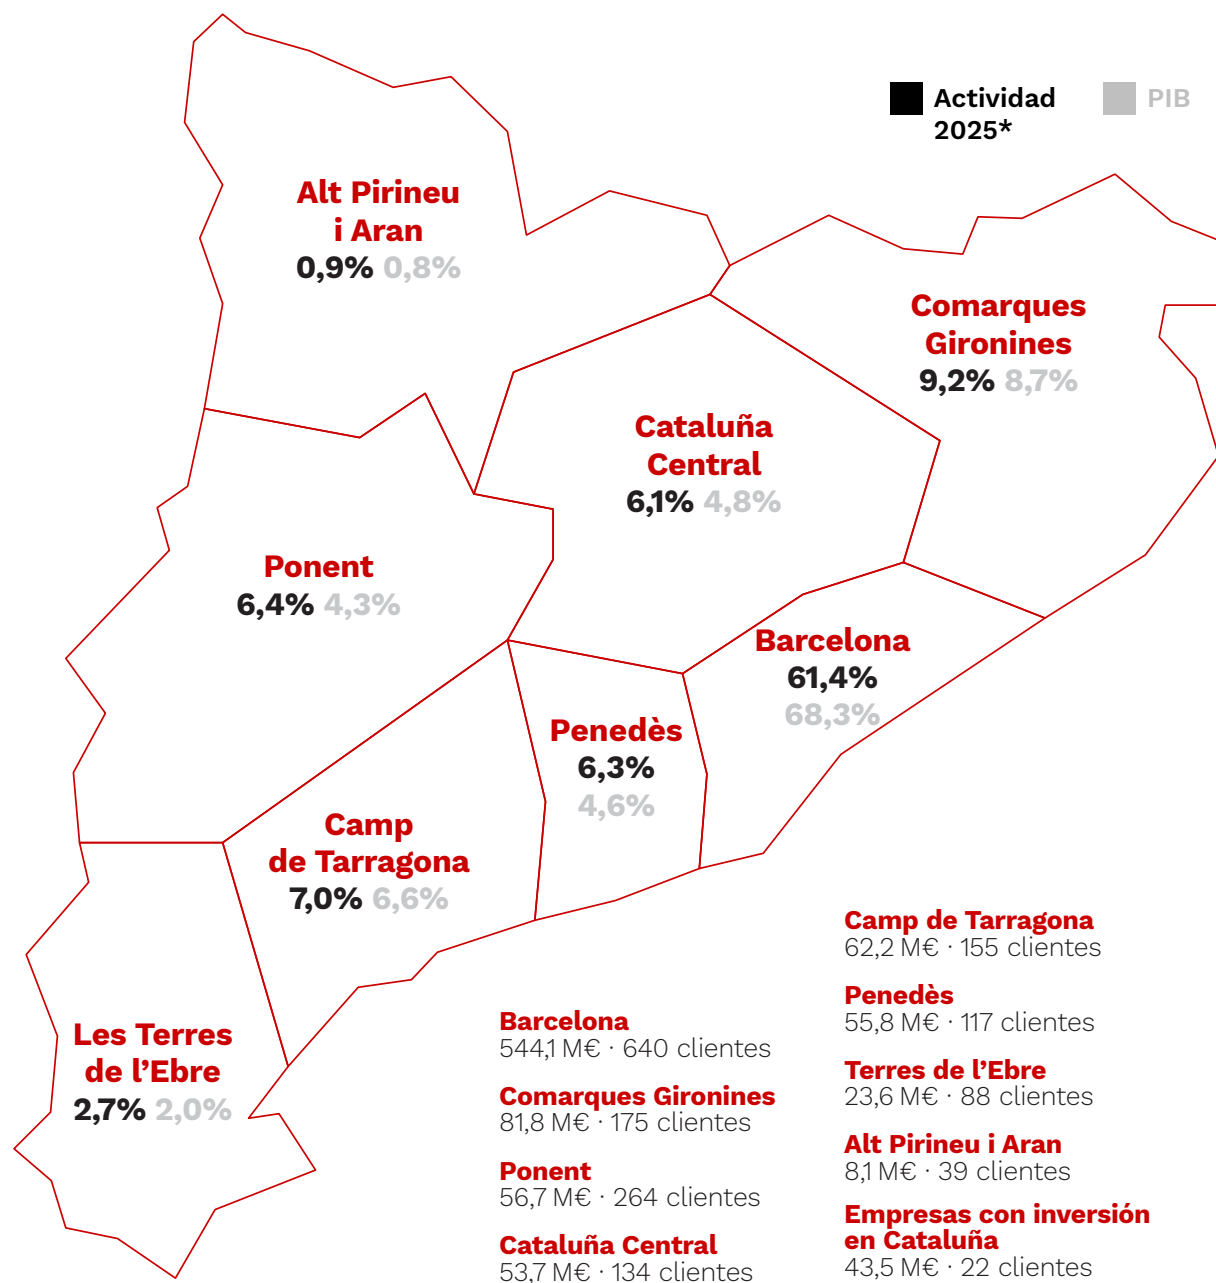 Actividad
2025*
PIB
Alt Pirineu
i Aran
0,9% 0,8%
Comarques
Gironines
9,2% 8,7%
Cataluña
Central
6,1% 4,8%
Ponent
6,4% 4,3%
Barcelona
61,4%
68,3%
Penedès
6,3%
4,6%
Camp
de Tarragona
7,0% 6,6%
Les Terres
de l’Ebre
2,7% 2,0%
Barcelona
544,1 M€ · 640 clientes
Comarques Gironines
81,8 M€ · 175 clientes
Ponent
56,7 M€ · 264 clientes
Cataluña Central
53,7 M€ · 134 clientes
Camp de Tarragona
62,2 M€ · 155 clientes
Penedès
55,8 M€ · 117 clientes
Terres de l’Ebre
23,6 M€ · 88 clientes
Alt Pirineu i Aran
8,1 M€ · 39 clientes
Empresas con inversión
en Cataluña
43,5 M€ · 22 clientes